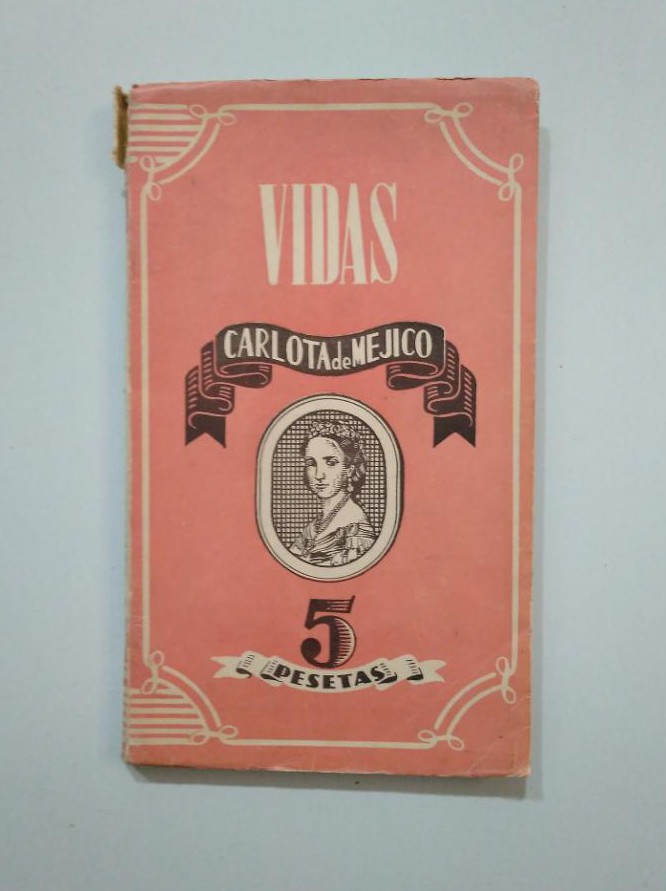 VIDAS
CARLOTA de MEJICO
5
PESETAS